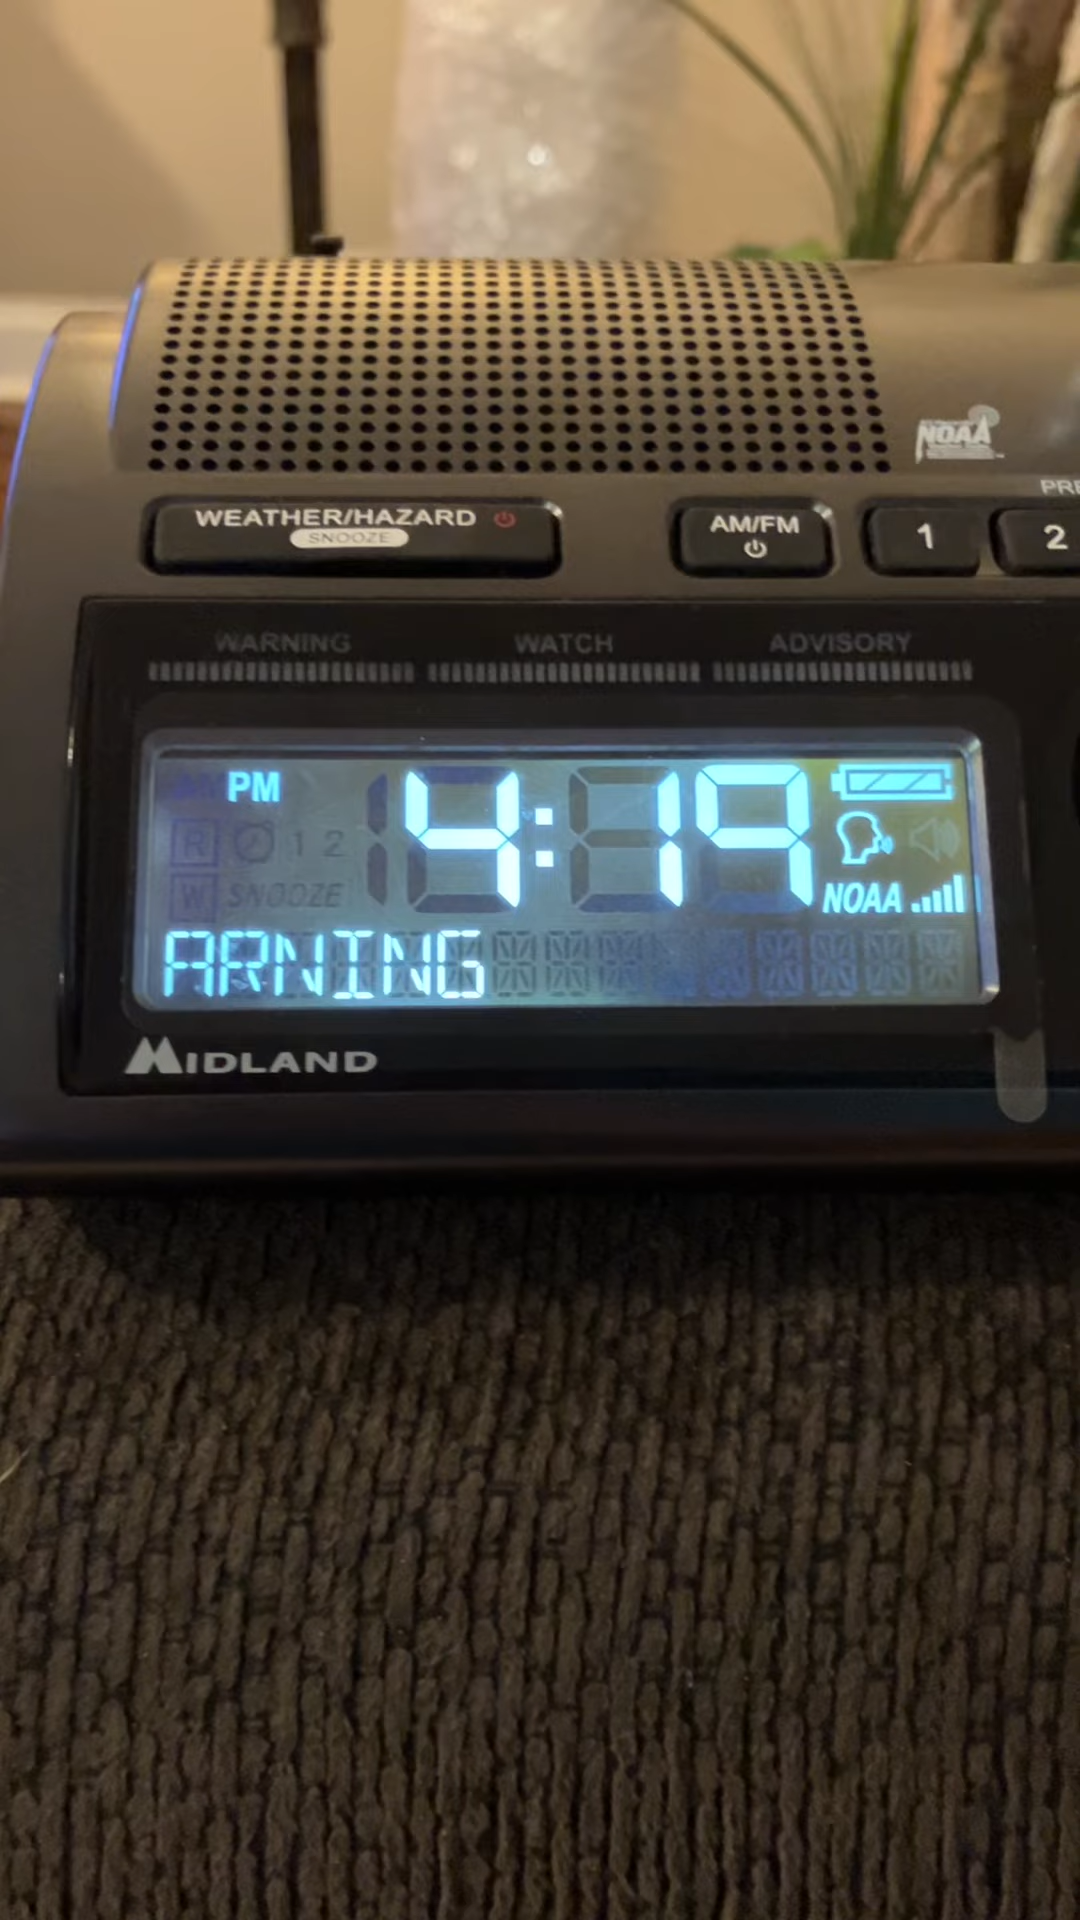 NOAA
PRE
WEATHER/HAZARD
SNOOZE
AM/FM
1
2
WARNING WATCH ADVISORY
PM 4:19
R 1 2
W SNOOZE
NOAA
ARNING
MIDLAND